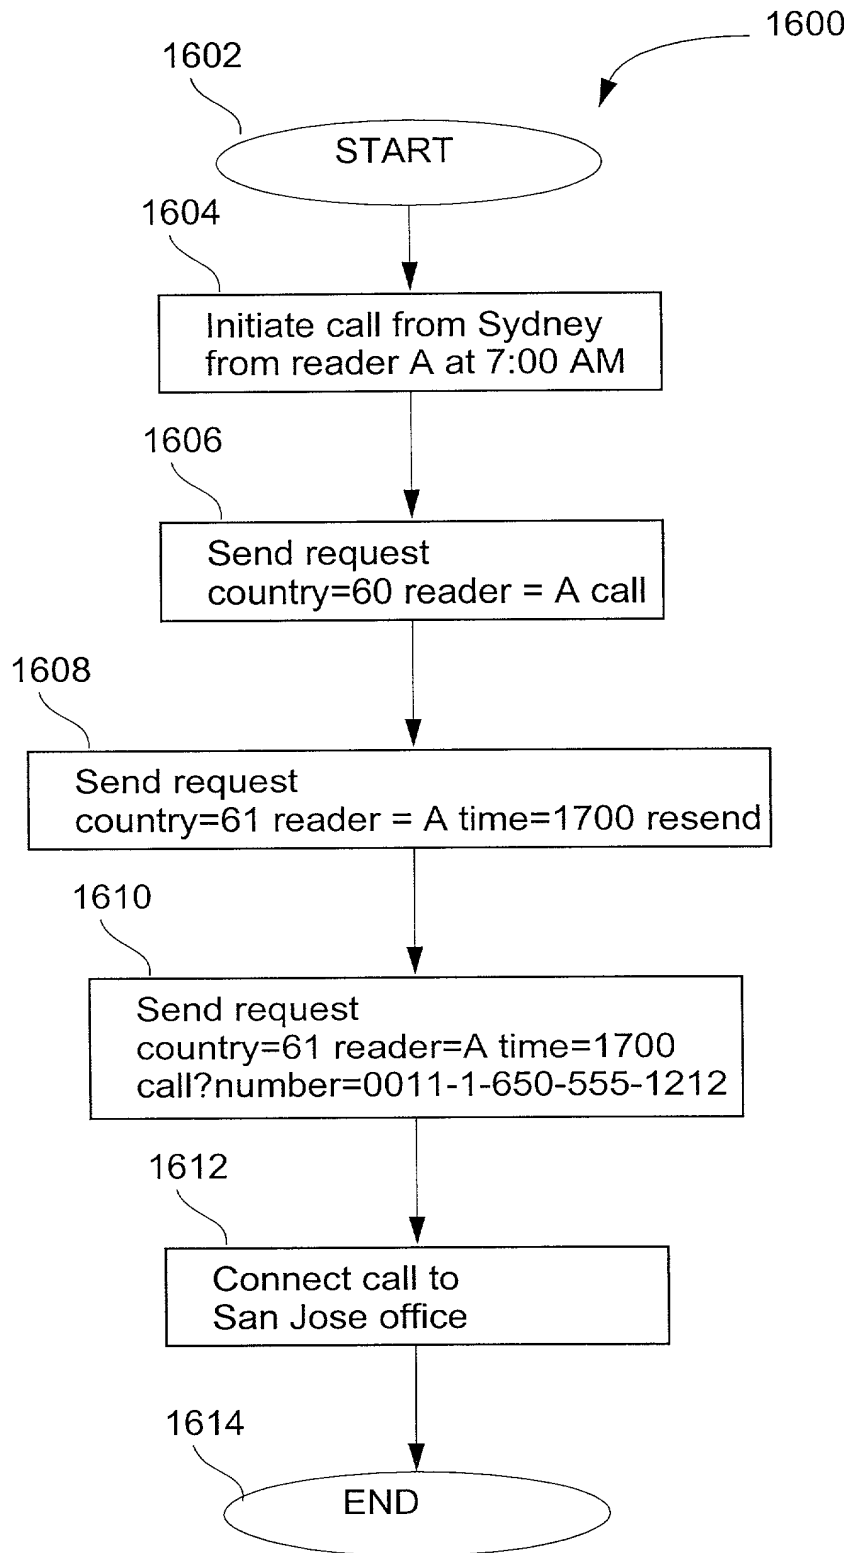 1600
1602
START
1604
Initiate call from Sydney
from reader A at 7:00 AM
1606
Send request
country=60 reader = A call
1608
Send request
country=61 reader = A time=1700 resend
1610
Send request
country=61 reader=A time=1700
call?number=0011-1-650-555-1212
1612
Connect call to
San Jose office
1614
END